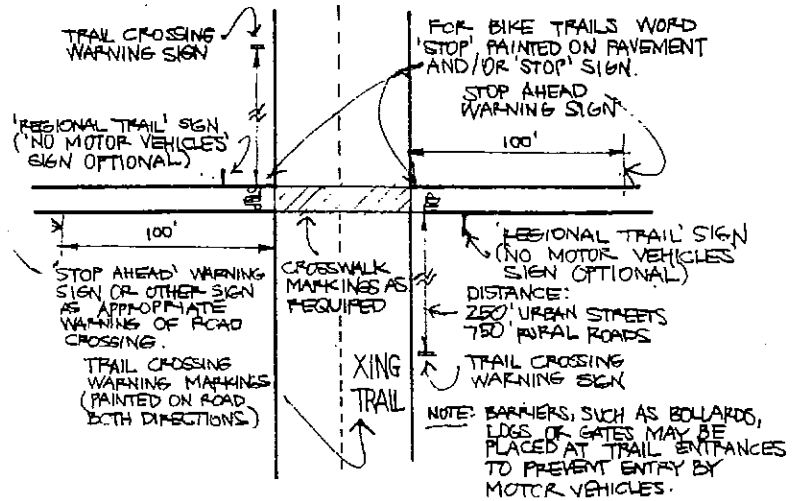 TRAIL CROSSING
WARNING SIGN
FOR BIKE TRAILS WORD
'STOP' PAINTED ON PAVEMENT
AND/OR 'STOP' SIGN.
STOP AHEAD
WARNING SIGN
100'
'REGIONAL TRAIL' SIGN
('NO MOTOR VEHICLES'
SIGN OPTIONAL)
100'
'STOP AHEAD' WARNING
SIGN OR OTHER SIGN
AS APPROPRIATE
WARNING OF ROAD
CROSSING.
CROSSWALK
MARKINGS AS
REQUIRED
'REGIONAL TRAIL' SIGN
(NO MOTOR VEHICLES'
SIGN OPTIONAL)
DISTANCE:
250' URBAN STREETS
750' RURAL ROADS
TRAIL CROSSING
WARNING SIGN
TRAIL CROSSING
WARNING MARKINGS
(PAINTED ON ROAD
BOTH DIRECTIONS)
XING
TRAIL
NOTE: BARRIERS, SUCH AS BOLLARDS,
LOGS OR GATES MAY BE
PLACED AT TRAIL ENTRANCES
TO PREVENT ENTRY BY
MOTOR VEHICLES.